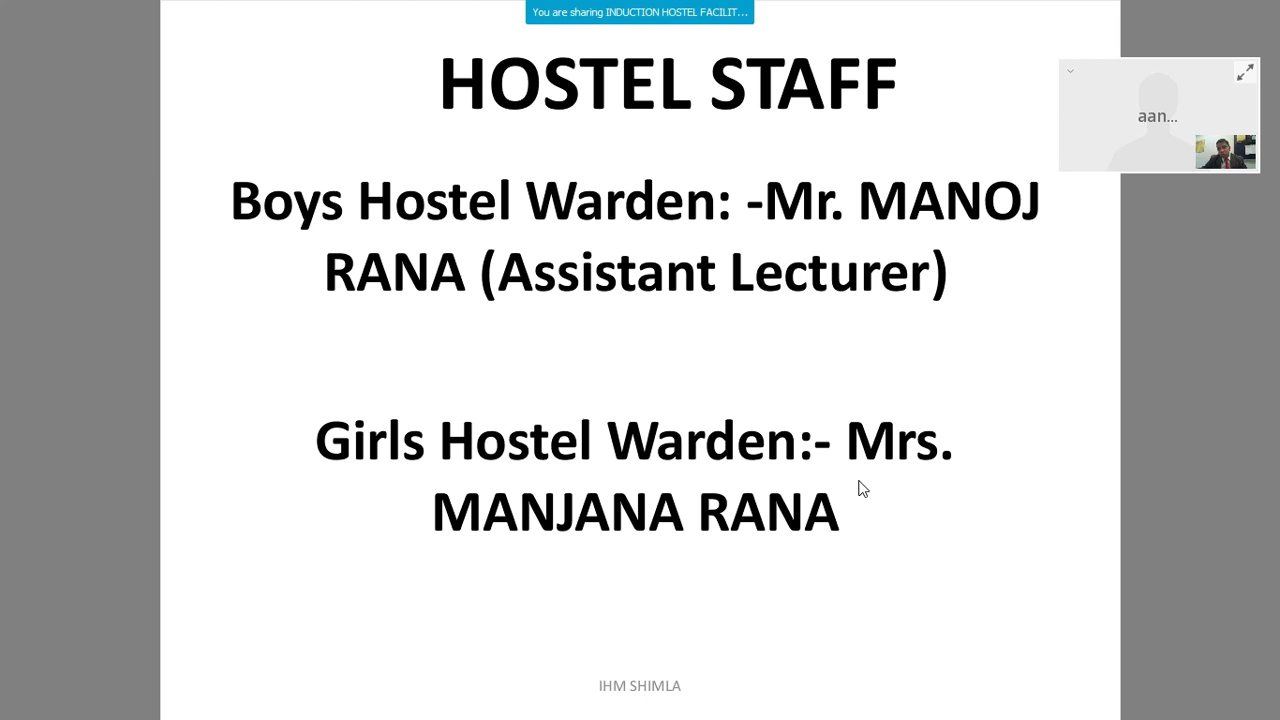 You are sharing INDUCTION HOSTEL FACILIT...
HOSTEL STAFF
aan...
Boys Hostel Warden: -Mr. MANOJ
RANA (Assistant Lecturer)
Girls Hostel Warden:- Mrs.
MANJANA RANA
IHM SHIMLA